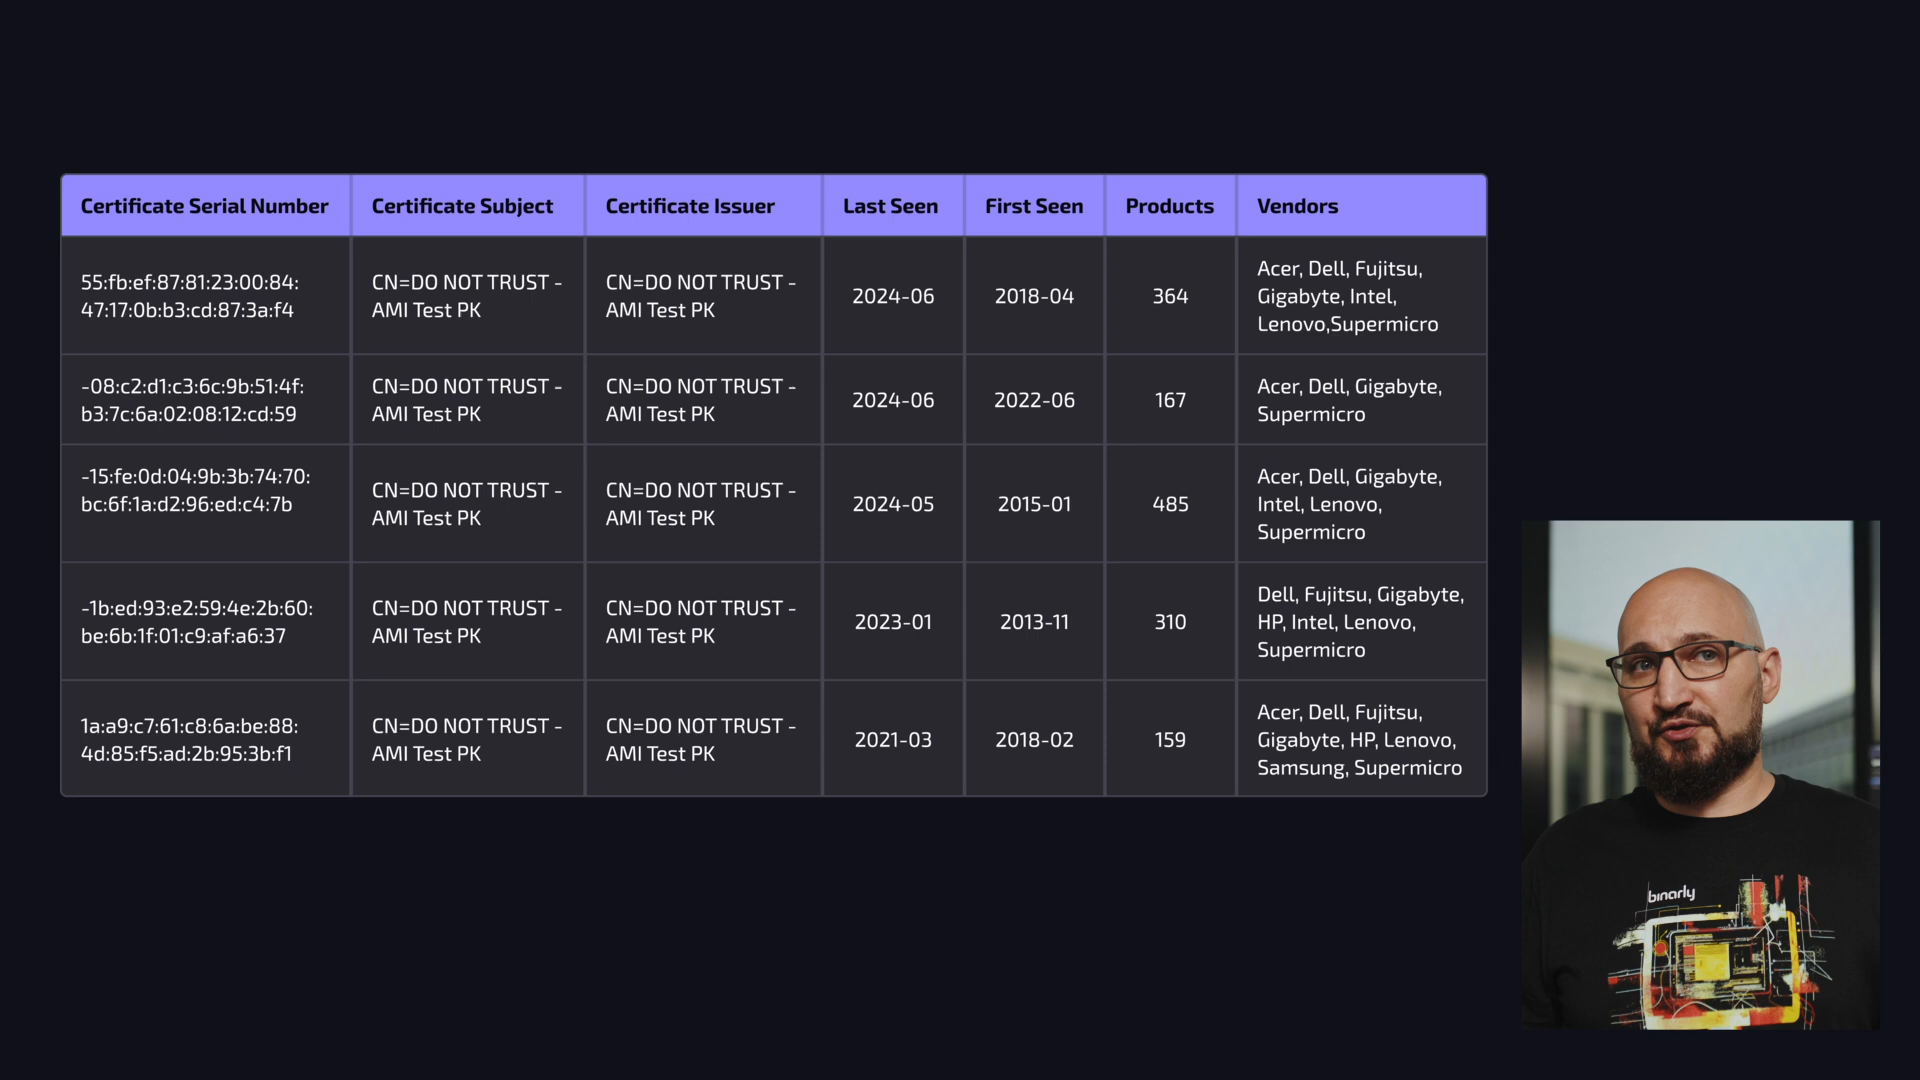 Certificate Serial Number Certificate Subject Certificate Issuer Last Seen First Seen Products Vendors
55:fb:ef:87:81:23:00:84:
47:17:0b:b3:cd:87:3a:f4
CN=DO NOT TRUST -
AMI Test PK
CN=DO NOT TRUST -
AMI Test PK
2024-06
2018-04
364
Acer, Dell, Fujitsu,
Gigabyte, Intel,
Lenovo,Supermicro
-08:c2:d1:c3:6c:9b:51:4f:
b3:7c:6a:02:08:12:cd:59
CN=DO NOT TRUST -
AMI Test PK
CN=DO NOT TRUST -
AMI Test PK
2024-06
2022-06
167
Acer, Dell, Gigabyte,
Supermicro
-15:fe:0d:04:9b:3b:74:70:
bc:6f:1a:d2:96:ed:c4:7b
CN=DO NOT TRUST -
AMI Test PK
CN=DO NOT TRUST -
AMI Test PK
2024-05
2015-01
485
Acer, Dell, Gigabyte,
Intel, Lenovo,
Supermicro
-1b:ed:93:e2:59:4e:2b:60:
be:6b:1f:01:c9:af:a6:37
CN=DO NOT TRUST -
AMI Test PK
CN=DO NOT TRUST -
AMI Test PK
2023-01
2013-11
310
Dell, Fujitsu, Gigabyte,
HP, Intel, Lenovo,
Supermicro
1a:a9:c7:61:c8:6a:be:88:
4d:85:f5:ad:2b:95:3b:f1
CN=DO NOT TRUST -
AMI Test PK
CN=DO NOT TRUST -
AMI Test PK
2021-03
2018-02
159
Acer, Dell, Fujitsu,
Gigabyte, HP, Lenovo,
Samsung, Supermicro
binarly